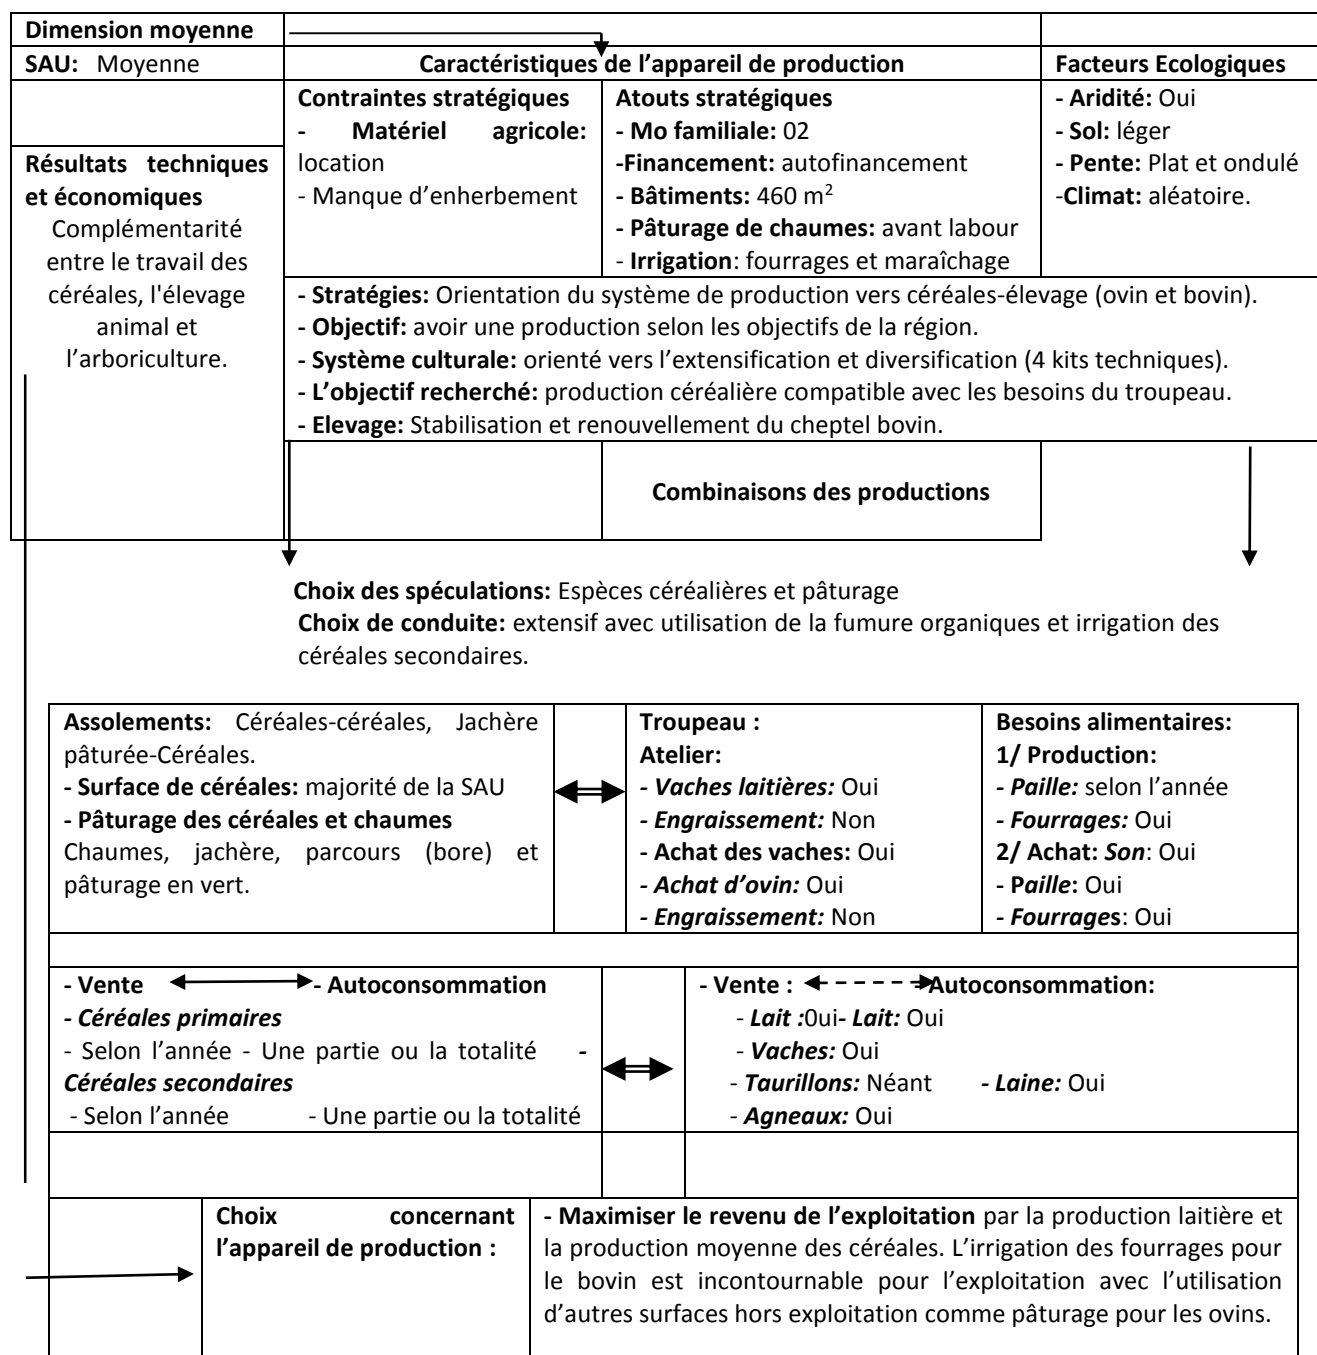 Dimension moyenne
SAU: Moyenne
Caractéristiques de l'appareil de production
Facteurs Ecologiques
Contraintes stratégiques
- Matériel agricole:
location
- Manque d'enherbement
Atouts stratégiques
- Mo familiale: 02
-Financement: autofinancement
- Bâtiments: 460 m²
- Pâturage de chaumes: avant labour
- Irrigation: fourrages et maraîchage
- Aridité: Oui
- Sol: léger
- Pente: Plat et ondulé
-Climat: aléatoire.
Résultats techniques
et économiques
Complémentarité
entre le travail des
céréales, l'élevage
animal et
l'arboriculture.
- Stratégies: Orientation du système de production vers céréales-élevage (ovin et bovin).
- Objectif: avoir une production selon les objectifs de la région.
- Système culturale: orienté vers l'extensification et diversification (4 kits techniques).
- L'objectif recherché: production céréalière compatible avec les besoins du troupeau.
- Elevage: Stabilisation et renouvellement du cheptel bovin.
Combinaisons des productions
Choix des spéculations: Espèces céréalières et pâturage
Choix de conduite: extensif avec utilisation de la fumure organiques et irrigation des
céréales secondaires.
Assolements: Céréales-céréales, Jachère
pâturée-Céréales.
- Surface de céréales: majorité de la SAU
- Pâturage des céréales et chaumes
Chaumes, jachère, parcours (bore) et
pâturage en vert.
Troupeau :
Atelier:
- Vaches laitières: Oui
- Engraissement: Non
- Achat des vaches: Oui
- Achat d'ovin: Oui
- Engraissement: Non
Besoins alimentaires:
1/ Production:
- Paille: selon l'année
- Fourrages: Oui
2/ Achat: Son: Oui
- Paille: Oui
- Fourrages: Oui
- Vente - Autoconsommation
- Céréales primaires
- Selon l'année - Une partie ou la totalité -
Céréales secondaires
- Selon l'année - Une partie ou la totalité
- Vente : -Autoconsommation:
- Lait :0ui- Lait: Oui
- Vaches: Oui
- Taurillons: Néant - Laine: Oui
- Agneaux: Oui
Choix concernant
l'appareil de production :
- Maximiser le revenu de l'exploitation par la production laitière et
la production moyenne des céréales. L'irrigation des fourrages pour
le bovin est incontournable pour l'exploitation avec l'utilisation
d'autres surfaces hors exploitation comme pâturage pour les ovins.